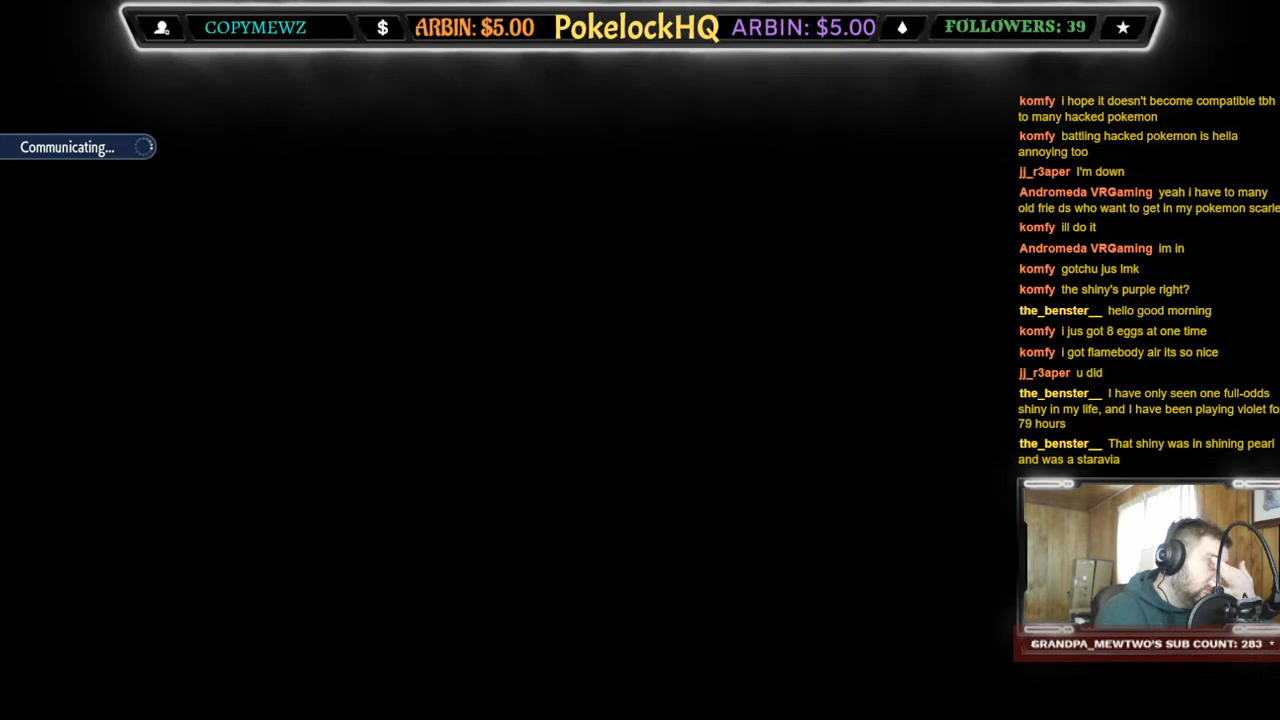 COPYMEWZ $ ARBIN: $5.00 PokelockHQ ARBIN: $5.00 FOLLOWERS: 39
Communicating...
komfy i hope it doesn't become compatible tbh
to many hacked pokemon
komfy battling hacked pokemon is hella
annoying too
jj_r3aper I'm down
Andromeda VRGaming yeah i have to many
old frie ds who want to get in my pokemon scarle
komfy ill do it
Andromeda VRGaming im in
komfy gotchu jus lmk
komfy the shiny's purple right?
the_benster__ hello good morning
komfy i jus got 8 eggs at one time
komfy i got flamebody alr its so nice
jj_r3aper u did
the_benster__ I have only seen one full-odds
shiny in my life, and I have been playing violet fo
79 hours
the_benster__ That shiny was in shining pearl
and was a staravia
GRANDPA_MEWTWO'S SUB COUNT: 283 *